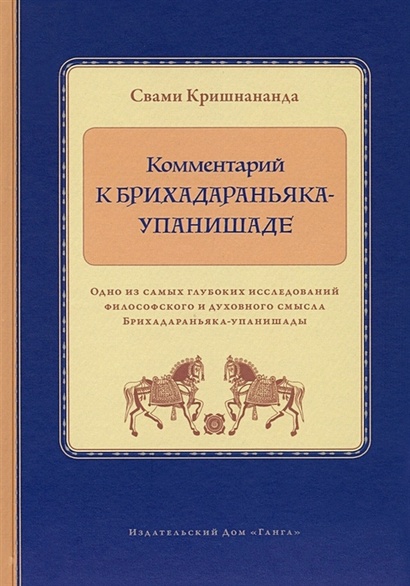 Свами Кришнананда
Комментарий
к Брихадараньяка-
упанишаде
Одно из самых глубоких исследований
философского и духовного смысла
Брихадараньяка-упанишады
Издательский Дом «Ганга»